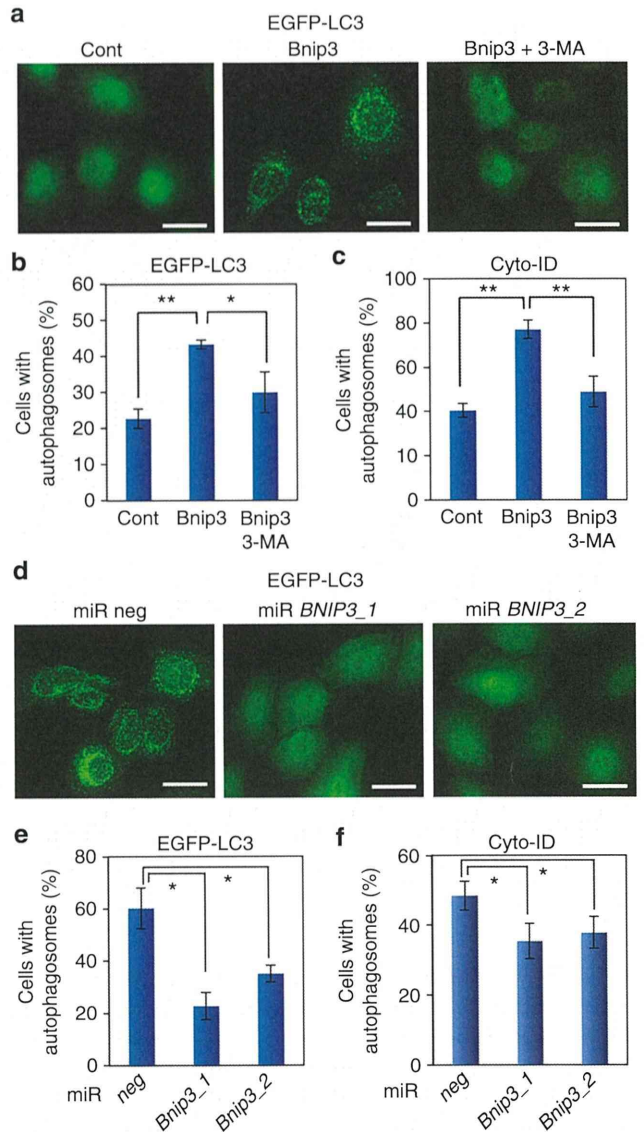 a
EGFP-LC3
Cont
Bnip3
Bnip3 + 3-MA
b
EGFP-LC3
Cells with
autophagosomes (%)
60
50
40
30
20
10
0
**
*
Cont
Bnip3
Bnip3
3-MA
c
Cyto-ID
Cells with
autophagosomes (%)
100
80
60
40
10
0
**
**
Cont
Bnip3
Bnip3
3-MA
d
EGFP-LC3
miR neg
miR BNIP3_1
miR BNIP3_2
e
EGFP-LC3
Cells with
autophagosomes (%)
80
60
40
20
0
*
*
miR
neg
Bnip3_1
Bnip3_2
f
Cyto-ID
Cells with
autophagosomes (%)
60
40
20
0
*
*
miR
neg
Bnip3_1
Bnip3_2